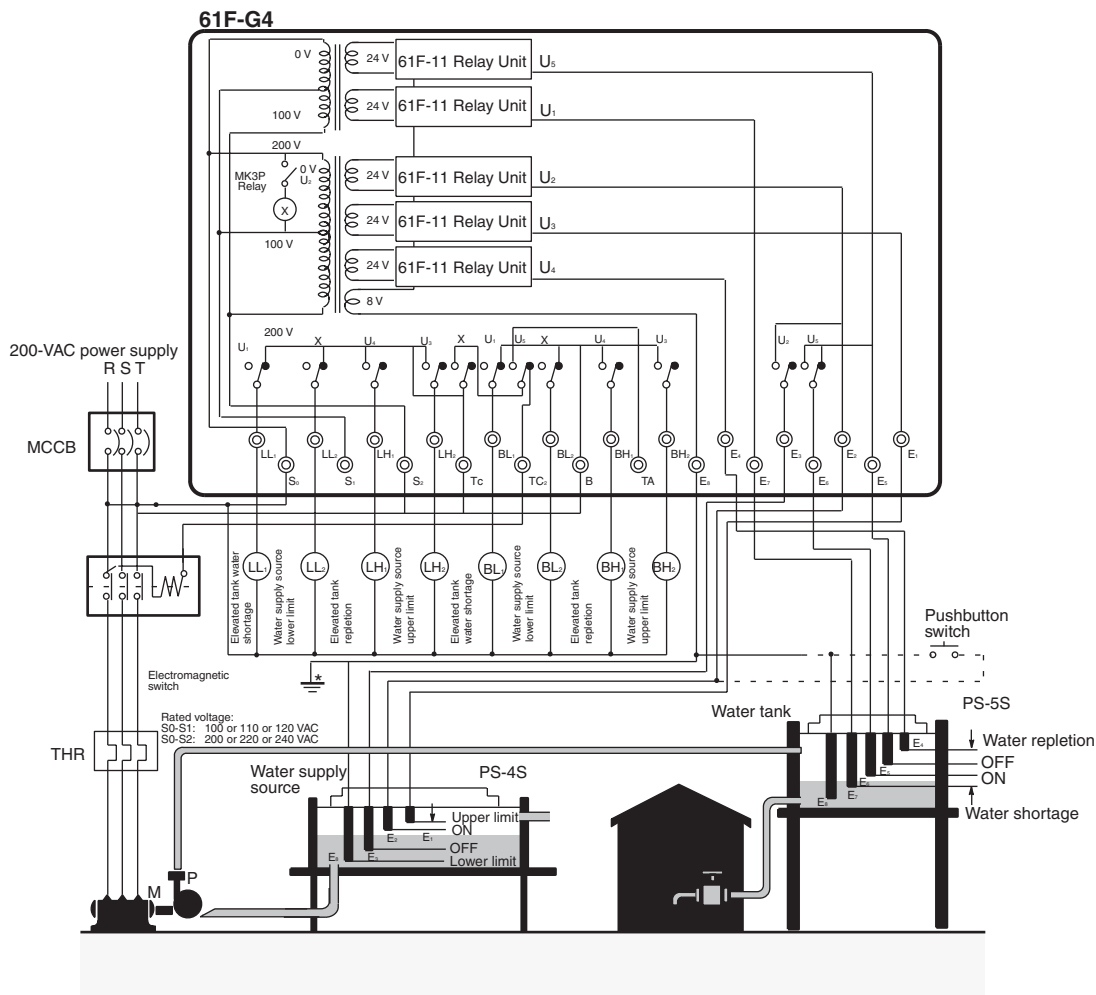 61F-G4
0 V
24 V
61F-11 Relay Unit
U₅
24 V
61F-11 Relay Unit
U₁
100 V
200 V
MK3P
Relay
0 V
U₂
X
24 V
61F-11 Relay Unit
U₂
24 V
61F-11 Relay Unit
U₃
100 V
24 V
61F-11 Relay Unit
U₄
8 V
200 V
U₁
X
U₄
U₃
X
U₁
U₅
X
U₄
U₃
U₂
U₅
200-VAC power supply
R S T
MCCB
LL₁
LL₂
LH₁
LH₂
BL₁
BL₂
BH₁
BH₂
E₄
E₃
E₂
E₁
S₀
S₁
S₂
Tc
TC₂
B
TA
E₈
E₇
E₆
E₅
LL₁
LL₂
LH₁
LH₂
BL₁
BL₂
BH₁
BH₂
Elevated tank water
shortage
Water supply source
lower limit
Elevated tank
repletion
Water supply source
upper limit
Elevated tank
water shortage
Water supply source
lower limit
Elevated tank
repletion
Water supply source
upper limit
Pushbutton
switch
*
Electromagnetic
switch
Rated voltage:
S0-S1: 100 or 110 or 120 VAC
S0-S2: 200 or 220 or 240 VAC
THR
Water tank
PS-5S
E₄
Water repletion
E₅
OFF
E₆
ON
E₇
E₈
Water shortage
Water supply
source
PS-4S
Upper limit
E₁
E₂
ON
E₃
OFF
E₈
Lower limit
M
P